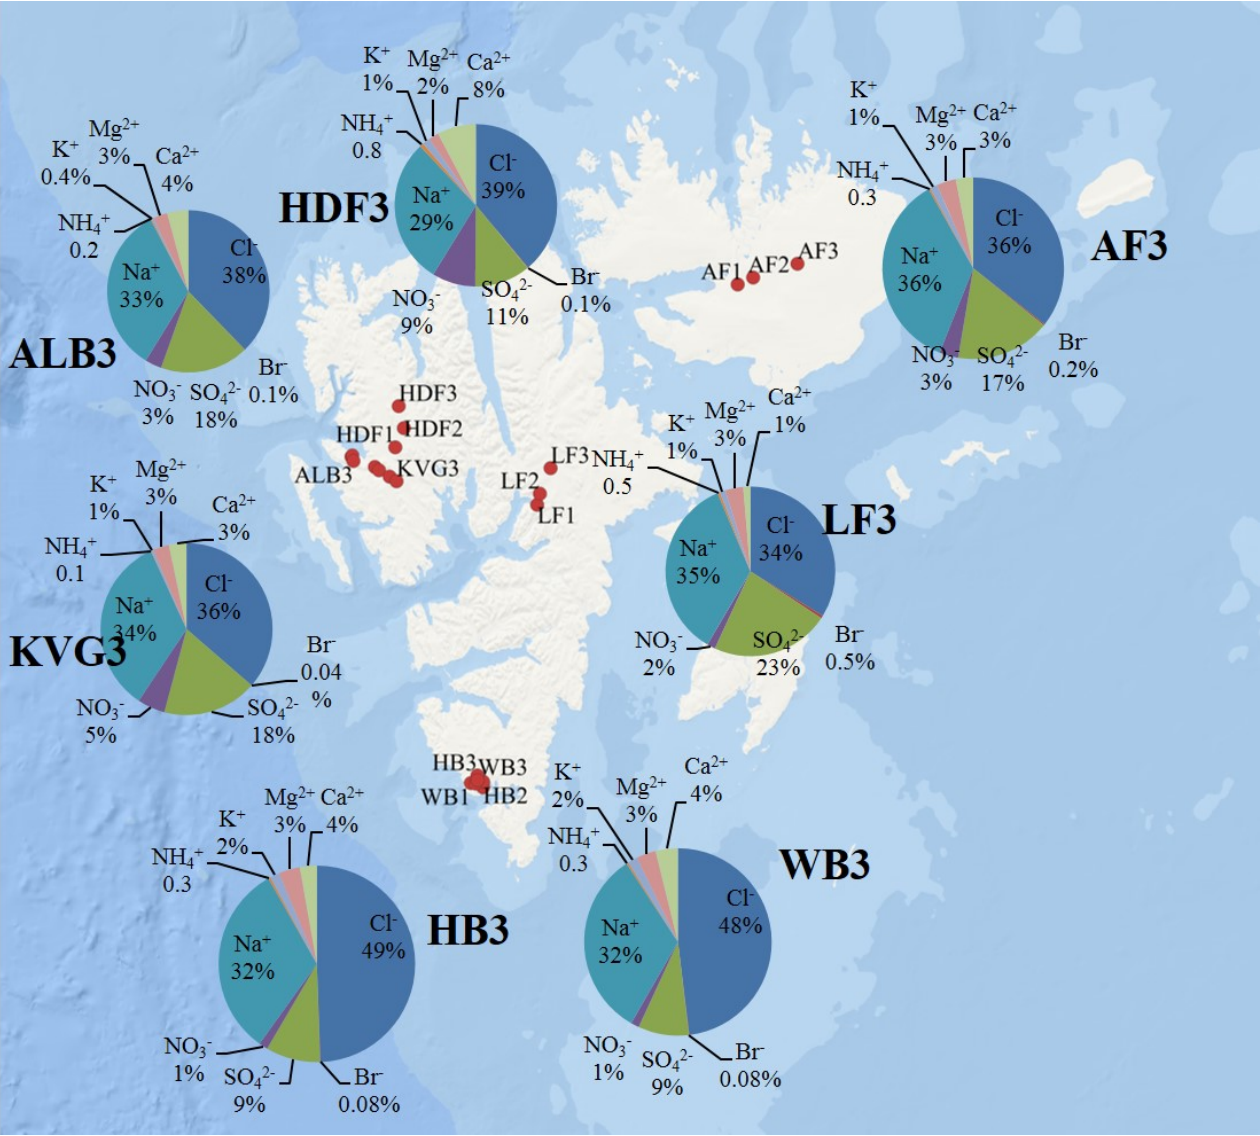 K⁺
1%
Mg²⁺
2%
Ca²⁺
8%
NH₄⁺
0.8
Cl⁻
39%
Na⁺
29%
HDF3
NO₃⁻
9%
SO₄²⁻
11%
Br⁻
0.1%
K⁺
1%
Mg²⁺
3%
Ca²⁺
3%
NH₄⁺
0.3
Cl⁻
36%
Na⁺
36%
AF3
NO₃⁻
3%
SO₄²⁻
17%
Br⁻
0.2%
Mg²⁺
3%
K⁺
0.4%
Ca²⁺
4%
NH₄⁺
0.2
Cl⁻
38%
Na⁺
33%
ALB3
NO₃⁻
3%
SO₄²⁻
18%
Br⁻
0.1%
AF1
AF2
AF3
HDF3
HDF2
HDF1
ALB3
KVG3
LF3
LF2
LF1
K⁺
1%
Mg²⁺
3%
Ca²⁺
3%
NH₄⁺
0.1
Cl⁻
36%
Na⁺
34%
KVG3
Br⁻
0.04
%
NO₃⁻
5%
SO₄²⁻
18%
K⁺
1%
Mg²⁺
3%
Ca²⁺
1%
NH₄⁺
0.5
Cl⁻
34%
Na⁺
35%
LF3
NO₃⁻
2%
SO₄²⁻
23%
Br⁻
0.5%
HB3
WB3
WB1
HB2
K⁺
2%
Mg²⁺
3%
Ca²⁺
4%
NH₄⁺
0.3
Cl⁻
49%
Na⁺
32%
HB3
NO₃⁻
1%
SO₄²⁻
9%
Br⁻
0.08%
K⁺
2%
Mg²⁺
3%
Ca²⁺
4%
NH₄⁺
0.3
Cl⁻
48%
Na⁺
32%
WB3
NO₃⁻
1%
SO₄²⁻
9%
Br⁻
0.08%